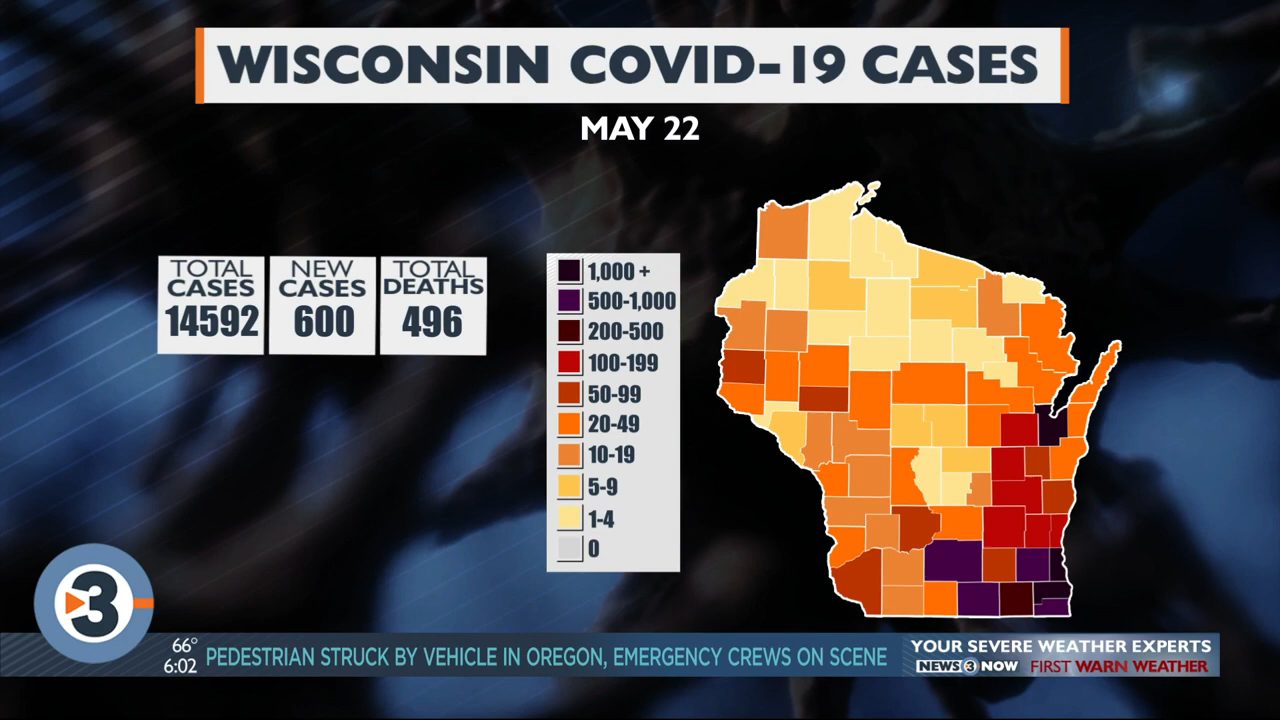 WISCONSIN COVID-19 CASES
MAY 22
TOTAL
CASES
14592
NEW
CASES
600
TOTAL
DEATHS
496
1,000 +
500-1,000
200-500
100-199
50-99
20-49
10-19
5-9
1-4
0
3
66°
6:02
PEDESTRIAN STRUCK BY VEHICLE IN OREGON, EMERGENCY CREWS ON SCENE
YOUR SEVERE WEATHER EXPERTS
NEWS 3 NOW FIRST WARN WEATHER